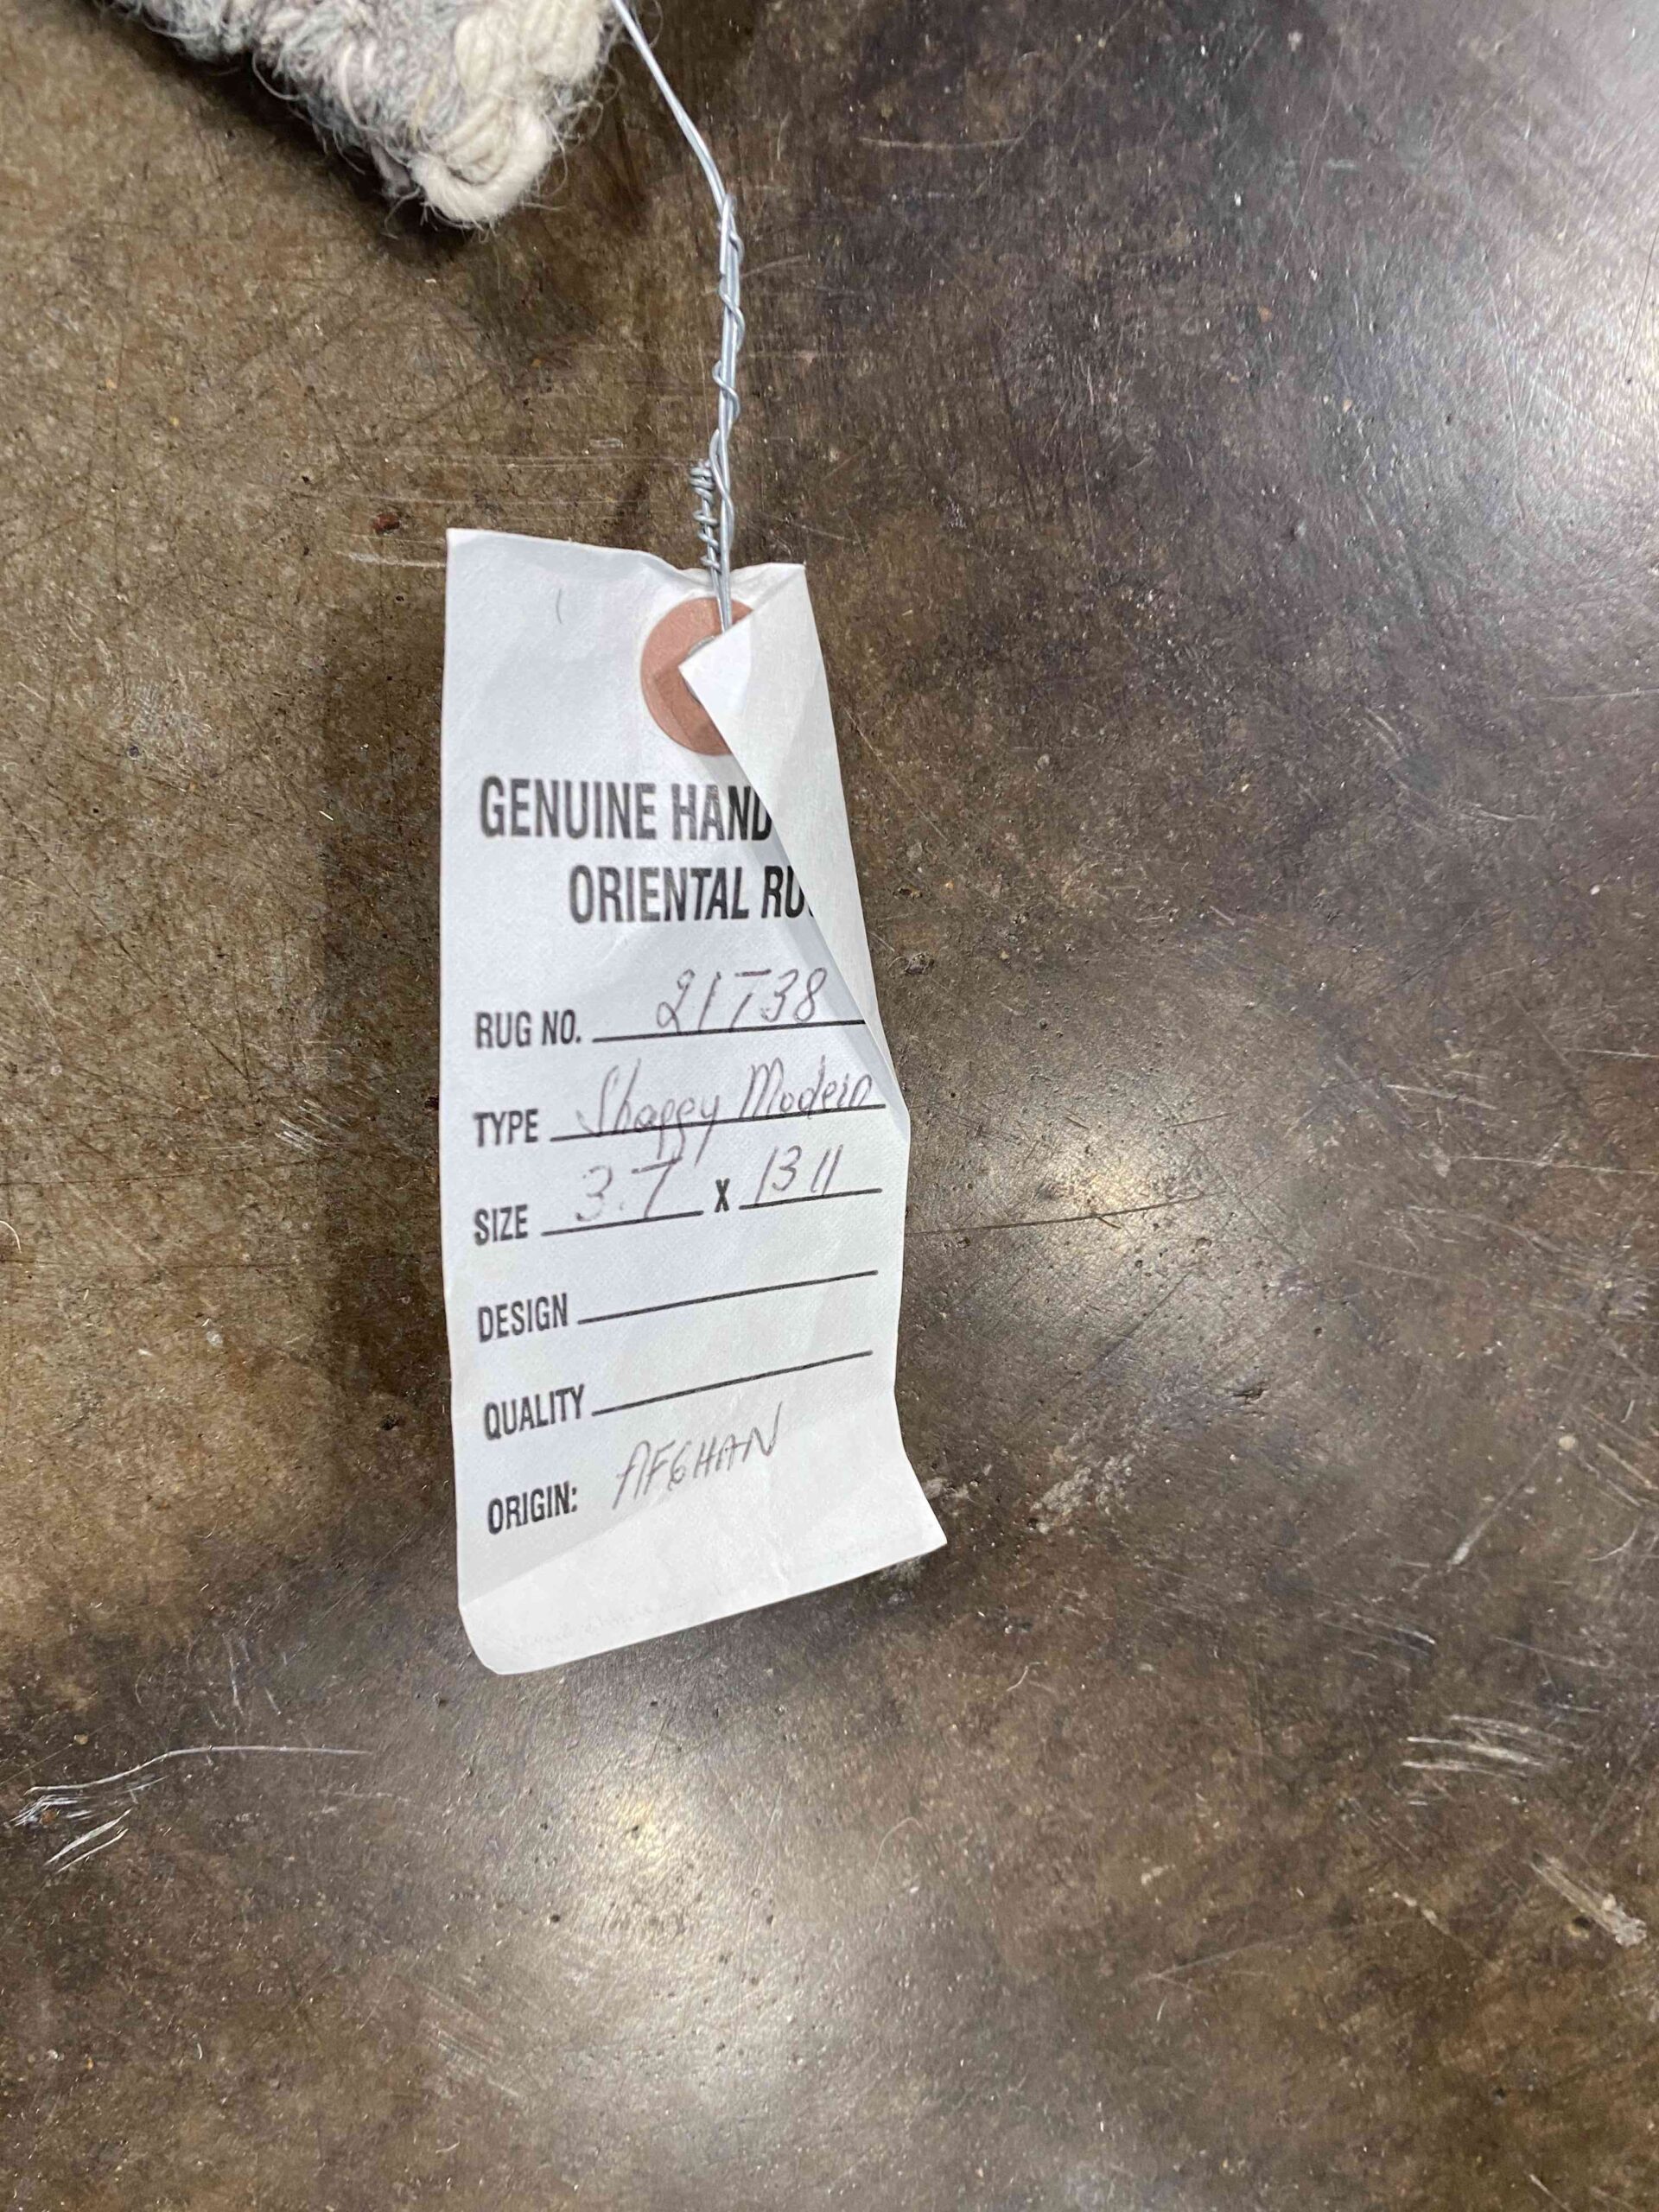 GENUINE HAND
ORIENTAL RU
RUG NO. 21738
TYPE Shaggy Modern
SIZE 3.7 X 13 11
DESIGN
QUALITY
ORIGIN: AFGHAN